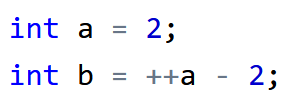 int a = 2;
int b = ++a - 2;